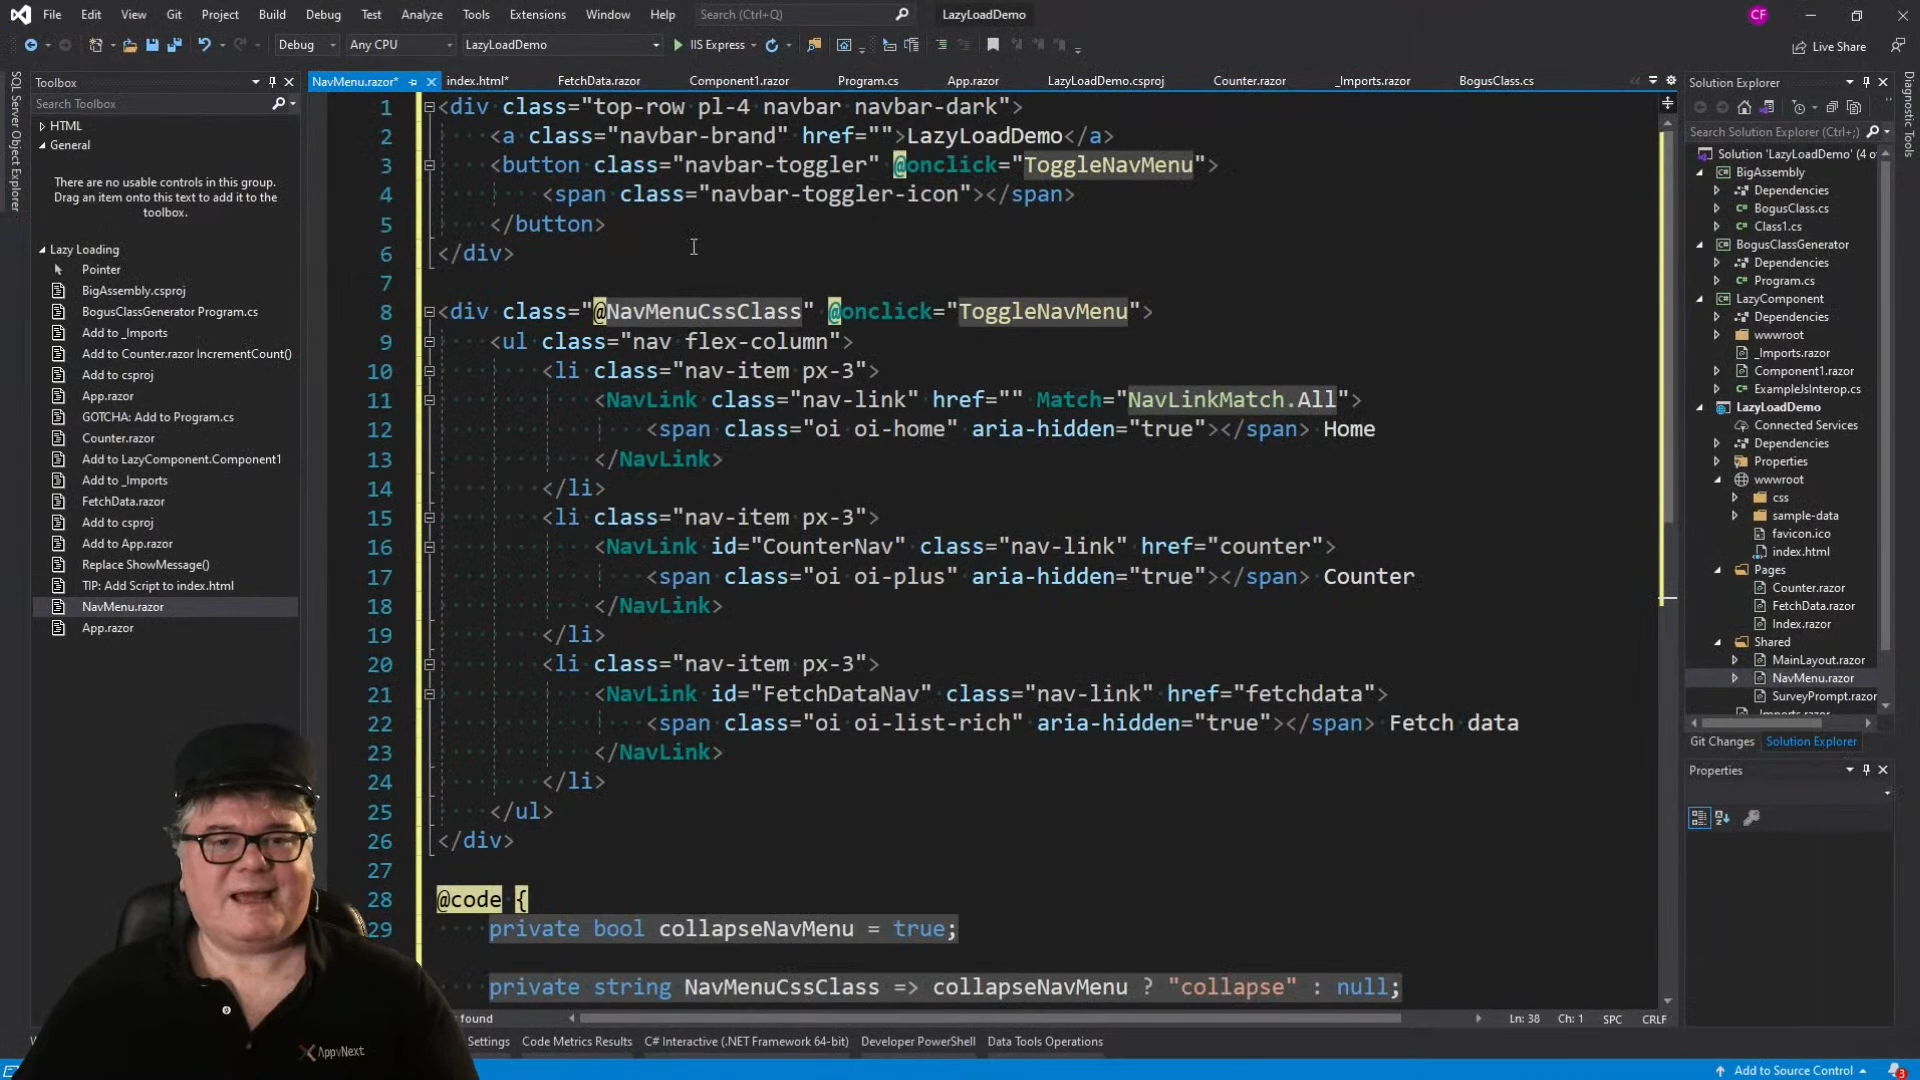 File Edit View Git Project Build Debug Test Analyze Tools Extensions Window Help Search (Ctrl+Q) LazyLoadDemo CF
Debug Any CPU LazyLoadDemo IIS Express Live Share
SQL Server Object Explorer
Toolbox
Search Toolbox
HTML
General
There are no usable controls in this group.
Drag an item onto this text to add it to the
toolbox.
Lazy Loading
Pointer
BigAssembly.csproj
BogusClassGenerator Program.cs
Add to _Imports
Add to Counter.razor IncrementCount()
Add to csproj
App.razor
GOTCHA: Add to Program.cs
Counter.razor
Add to LazyComponent.Component1
Add to _Imports
FetchData.razor
Add to csproj
Add to App.razor
Replace ShowMessage()
TIP: Add Script to index.html
NavMenu.razor
App.razor
NavMenu.razor* index.html* FetchData.razor Component1.razor Program.cs App.razor LazyLoadDemo.csproj Counter.razor _Imports.razor BogusClass.cs
1 <div class="top-row pl-4 navbar navbar-dark">
2 <a class="navbar-brand" href="">LazyLoadDemo</a>
3 <button class="navbar-toggler" @onclick="ToggleNavMenu">
4 <span class="navbar-toggler-icon"></span>
5 </button>
6 </div>
7
8 <div class="@NavMenuCssClass" @onclick="ToggleNavMenu">
9 <ul class="nav flex-column">
10 <li class="nav-item px-3">
11 <NavLink class="nav-link" href="" Match="NavLinkMatch.All">
12 <span class="oi oi-home" aria-hidden="true"></span> Home
13 </NavLink>
14 </li>
15 <li class="nav-item px-3">
16 <NavLink id="CounterNav" class="nav-link" href="counter">
17 <span class="oi oi-plus" aria-hidden="true"></span> Counter
18 </NavLink>
19 </li>
20 <li class="nav-item px-3">
21 <NavLink id="FetchDataNav" class="nav-link" href="fetchdata">
22 <span class="oi oi-list-rich" aria-hidden="true"></span> Fetch data
23 </NavLink>
24 </li>
25 </ul>
26 </div>
27
28 @code {
29 private bool collapseNavMenu = true;
private string NavMenuCssClass => collapseNavMenu ? "collapse" : null;
found Ln: 38 Ch: 1 SPC CRLF
Settings Code Metrics Results C# Interactive (.NET Framework 64-bit) Developer PowerShell Data Tools Operations
Solution Explorer
Search Solution Explorer (Ctrl+;)
Solution 'LazyLoadDemo' (4 o
BigAssembly
Dependencies
BogusClass.cs
Class1.cs
BogusClassGenerator
Dependencies
Program.cs
LazyComponent
Dependencies
wwwroot
_Imports.razor
Component1.razor
ExampleJsInterop.cs
LazyLoadDemo
Connected Services
Dependencies
Properties
wwwroot
css
sample-data
favicon.ico
index.html
Pages
Counter.razor
FetchData.razor
Index.razor
Shared
MainLayout.razor
NavMenu.razor
SurveyPrompt.razor
_Imports.razor
Git Changes Solution Explorer
Properties
Diagnostic Tools
AppvNext
Add to Source Control 3